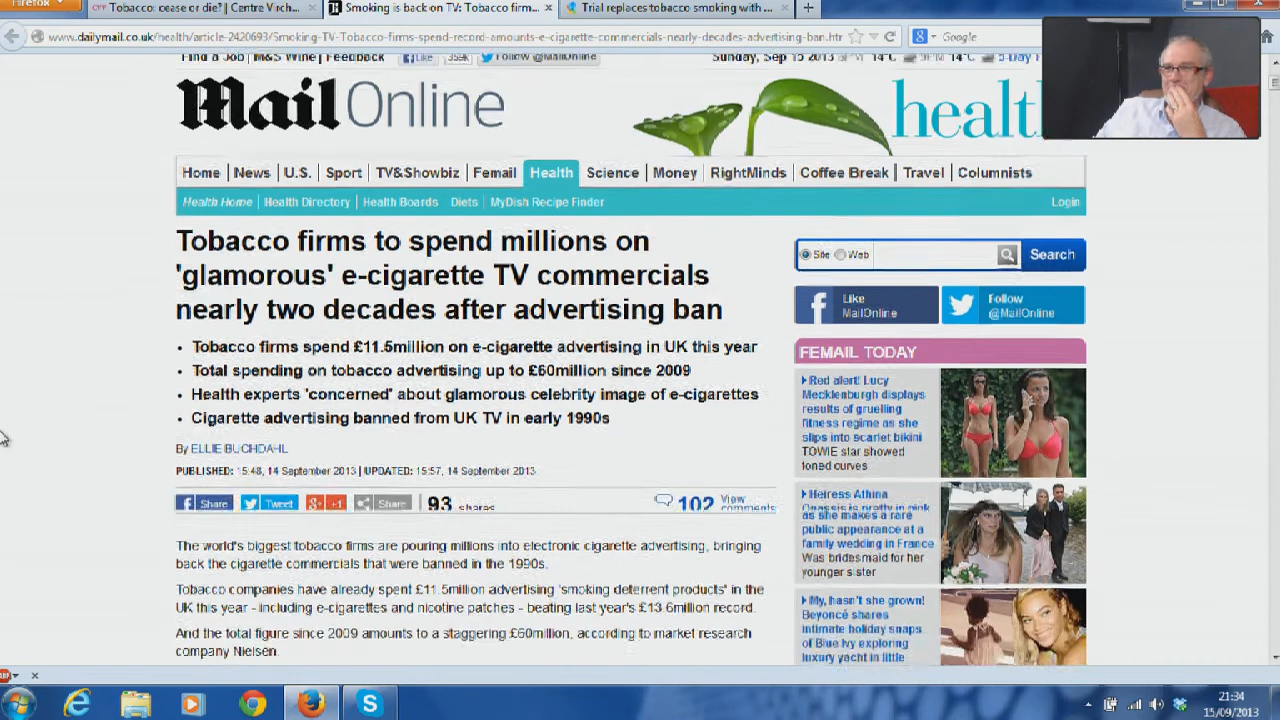 Firefox
Tobacco: cease or die? | Centre Virch...
Smoking is back on TV: Tobacco firm...
Trial replaces tobacco smoking with ...
www.dailymail.co.uk/health/article-2420693/Smoking-TV-Tobacco-firms-spend-record-amounts-e-cigarette-commercials-nearly-decades-advertising-ban.htr
Google
Find a Job | M&S Wine | Feedback
Like
359K
Follow @MailOnline
Sunday, Sep 15 2013
14°C
9°C
14°C
5-Day F
Mail Online
healt
Home News U.S. Sport TV&Showbiz Femail Health Science Money RightMinds Coffee Break Travel Columnists
Health Home Health Directory Health Boards Diets MyDish Recipe Finder
Login
Tobacco firms to spend millions on
'glamorous' e-cigarette TV commercials
nearly two decades after advertising ban
• Tobacco firms spend £11.5million on e-cigarette advertising in UK this year
• Total spending on tobacco advertising up to £60million since 2009
• Health experts 'concerned' about glamorous celebrity image of e-cigarettes
• Cigarette advertising banned from UK TV in early 1990s
By ELLIE BUCHDAHL
PUBLISHED: 15:48, 14 September 2013 | UPDATED: 15:57, 14 September 2013
Share
Tweet
+1
Share
93 shares
102 View comments
The world's biggest tobacco firms are pouring millions into electronic cigarette advertising, bringing
back the cigarette commercials that were banned in the 1990s.
Tobacco companies have already spent £11.5million advertising 'smoking deterrent products' in the
UK this year - including e-cigarettes and nicotine patches - beating last year's £13.6million record.
And the total figure since 2009 amounts to a staggering £60million, according to market research
company Nielsen.
Site
Web
Search
Like
MailOnline
Follow
@MailOnline
FEMAIL TODAY
Red alert! Lucy
Mecklenburgh displays
results of gruelling
fitness regime as she
slips into scarlet bikini
TOWIE star showed
toned curves
Heiress Athina
Onassis is pretty in pink
as she makes a rare
public appearance at a
family wedding in France
Was bridesmaid for her
younger sister
My, hasn't she grown!
Beyoncé shares
intimate holiday snaps
of Blue Ivy exploring
luxury yacht in little
21:34
15/09/2013